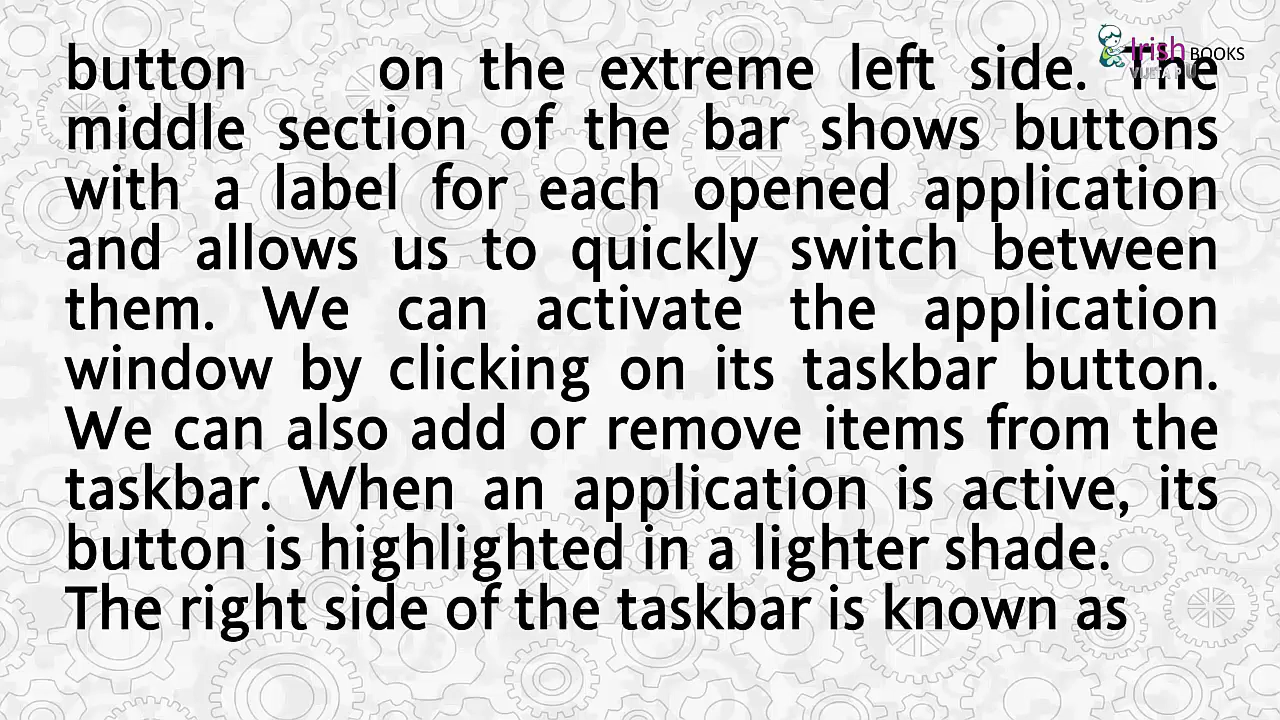 Irish BOOKS
button on the extreme left side. The
middle section of the bar shows buttons
with a label for each opened application
and allows us to quickly switch between
them. We can activate the application
window by clicking on its taskbar button.
We can also add or remove items from the
taskbar. When an application is active, its
button is highlighted in a lighter shade.
The right side of the taskbar is known as